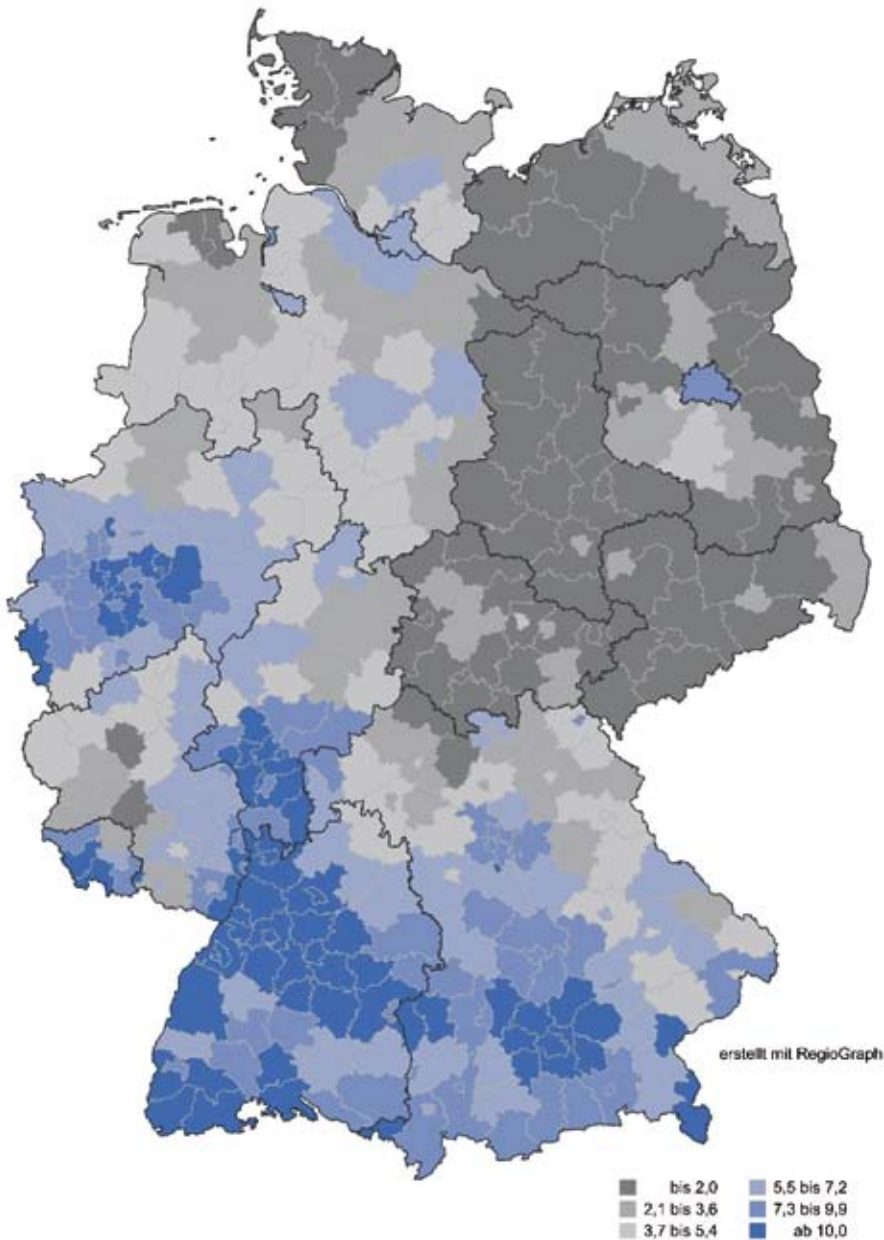 erstellt mit RegioGraph
bis 2,0
2,1 bis 3,6
3,7 bis 5,4
5,5 bis 7,2
7,3 bis 9,9
ab 10,0